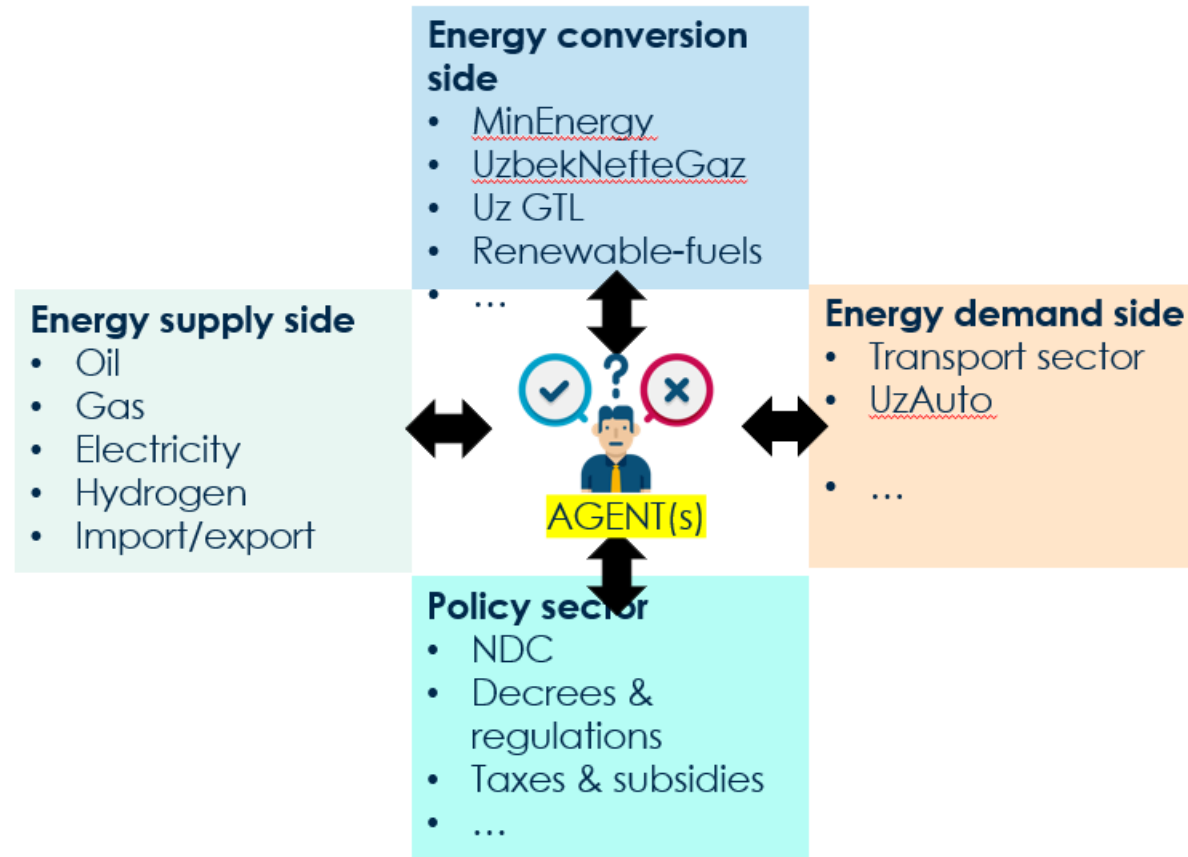 Energy conversion
side
• MinEnergy
• UzbekNefteGaz
• Uz GTL
• Renewable-fuels
• ...
Energy supply side
• Oil
• Gas
• Electricity
• Hydrogen
• Import/export
?
AGENT(s)
Energy demand side
• Transport sector
• UzAuto
• ...
Policy sector
• NDC
• Decrees &
regulations
• Taxes & subsidies
• ...